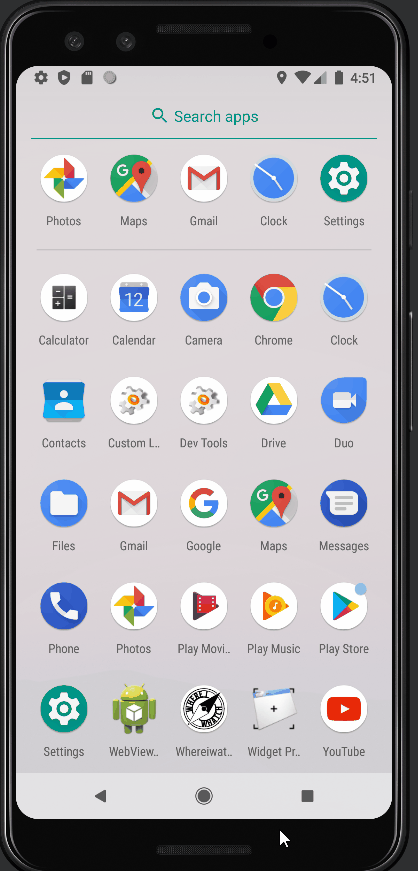 4:51
Search apps
Photos
Maps
Gmail
Clock
Settings
Calculator
12
Calendar
Camera
Chrome
Clock
Contacts
Custom L..
Dev Tools
Drive
Duo
Files
Gmail
Google
Maps
Messages
Phone
Photos
Play Movi..
Play Music
Play Store
Settings
WebView..
WHERE I WATCH
Whereiwat..
Widget Pr..
YouTube